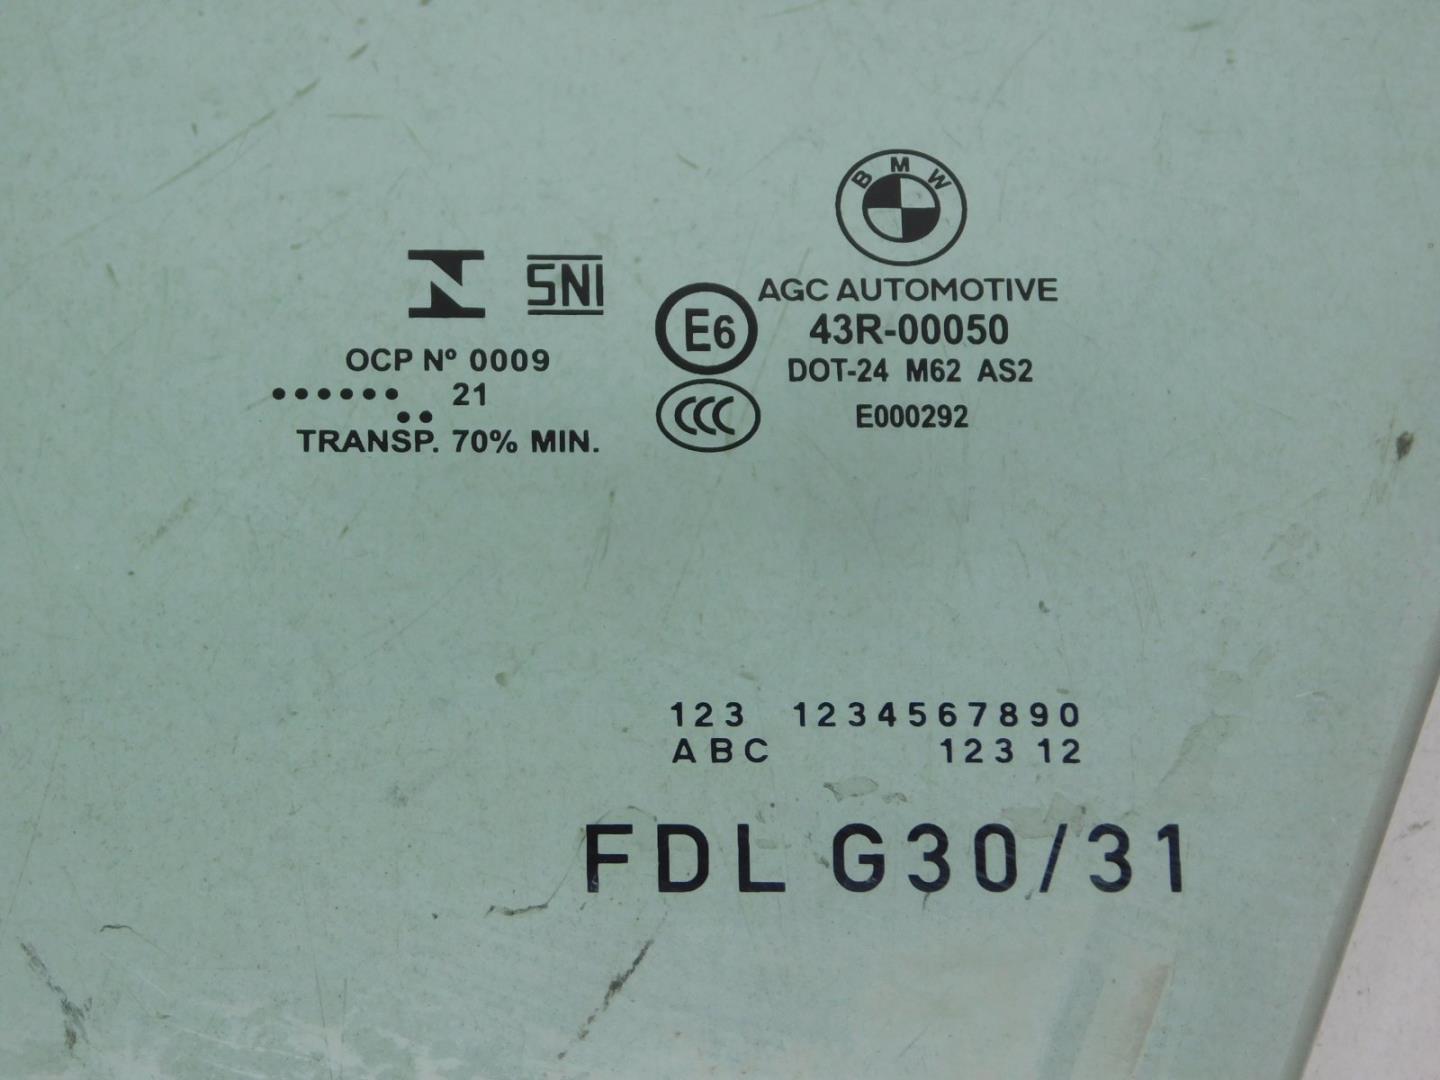 BMW
SNI
AGC AUTOMOTIVE
E6
43R-00050
OCP Nº 0009
DOT-24 M62 AS2
•••••• 21
CCC
E000292
••
TRANSP. 70% MIN.
123 1234567890
ABC 123 12
FDL G30/31